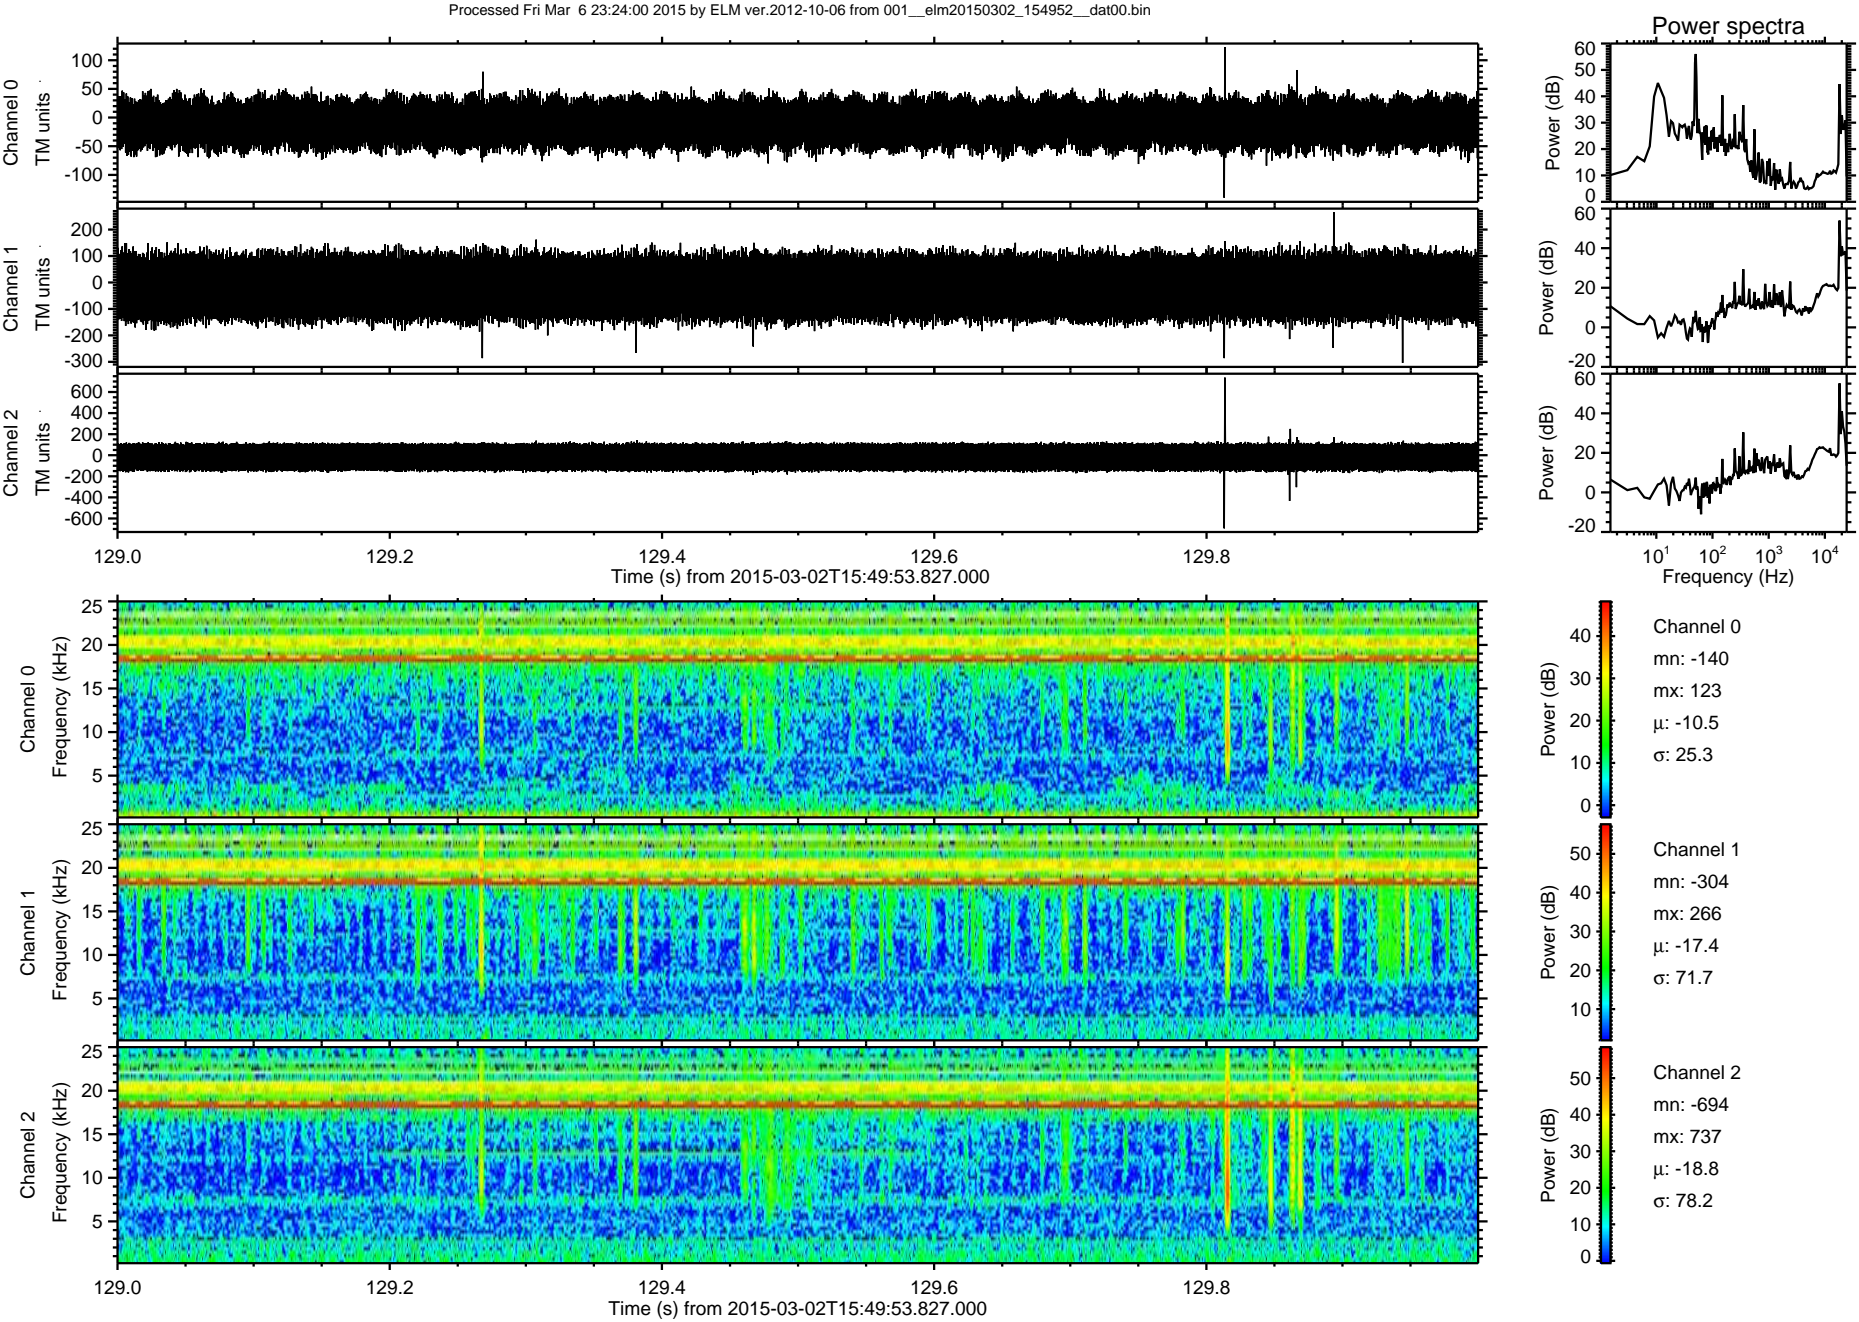 Processed Fri Mar  6 23:24:00 2015 by ELM ver.2012-10-06 from 001__elm20150302_154952__dat00.bin
Power spectra
Channel 0
TM units
100
50
0
-50
-100
Power (dB)
60
50
40
30
20
10
0
Channel 1
TM units
200
100
0
-100
-200
-300
Power (dB)
60
40
20
0
-20
Channel 2
TM units
600
400
200
0
-200
-400
-600
Power (dB)
60
40
20
0
-20
129.0 129.2 129.4 129.6 129.8
Time (s) from 2015-03-02T15:49:53.827.000
10¹ 10² 10³ 10⁴
Frequency (Hz)
Channel 0
Frequency (kHz)
25
20
15
10
5
Power (dB)
40
30
20
10
0
Channel 0
mn: -140
mx: 123
µ: -10.5
σ: 25.3
Channel 1
Frequency (kHz)
25
20
15
10
5
Power (dB)
50
40
30
20
10
Channel 1
mn: -304
mx: 266
µ: -17.4
σ: 71.7
Channel 2
Frequency (kHz)
25
20
15
10
5
Power (dB)
50
40
30
20
10
0
Channel 2
mn: -694
mx: 737
µ: -18.8
σ: 78.2
129.0 129.2 129.4 129.6 129.8
Time (s) from 2015-03-02T15:49:53.827.000